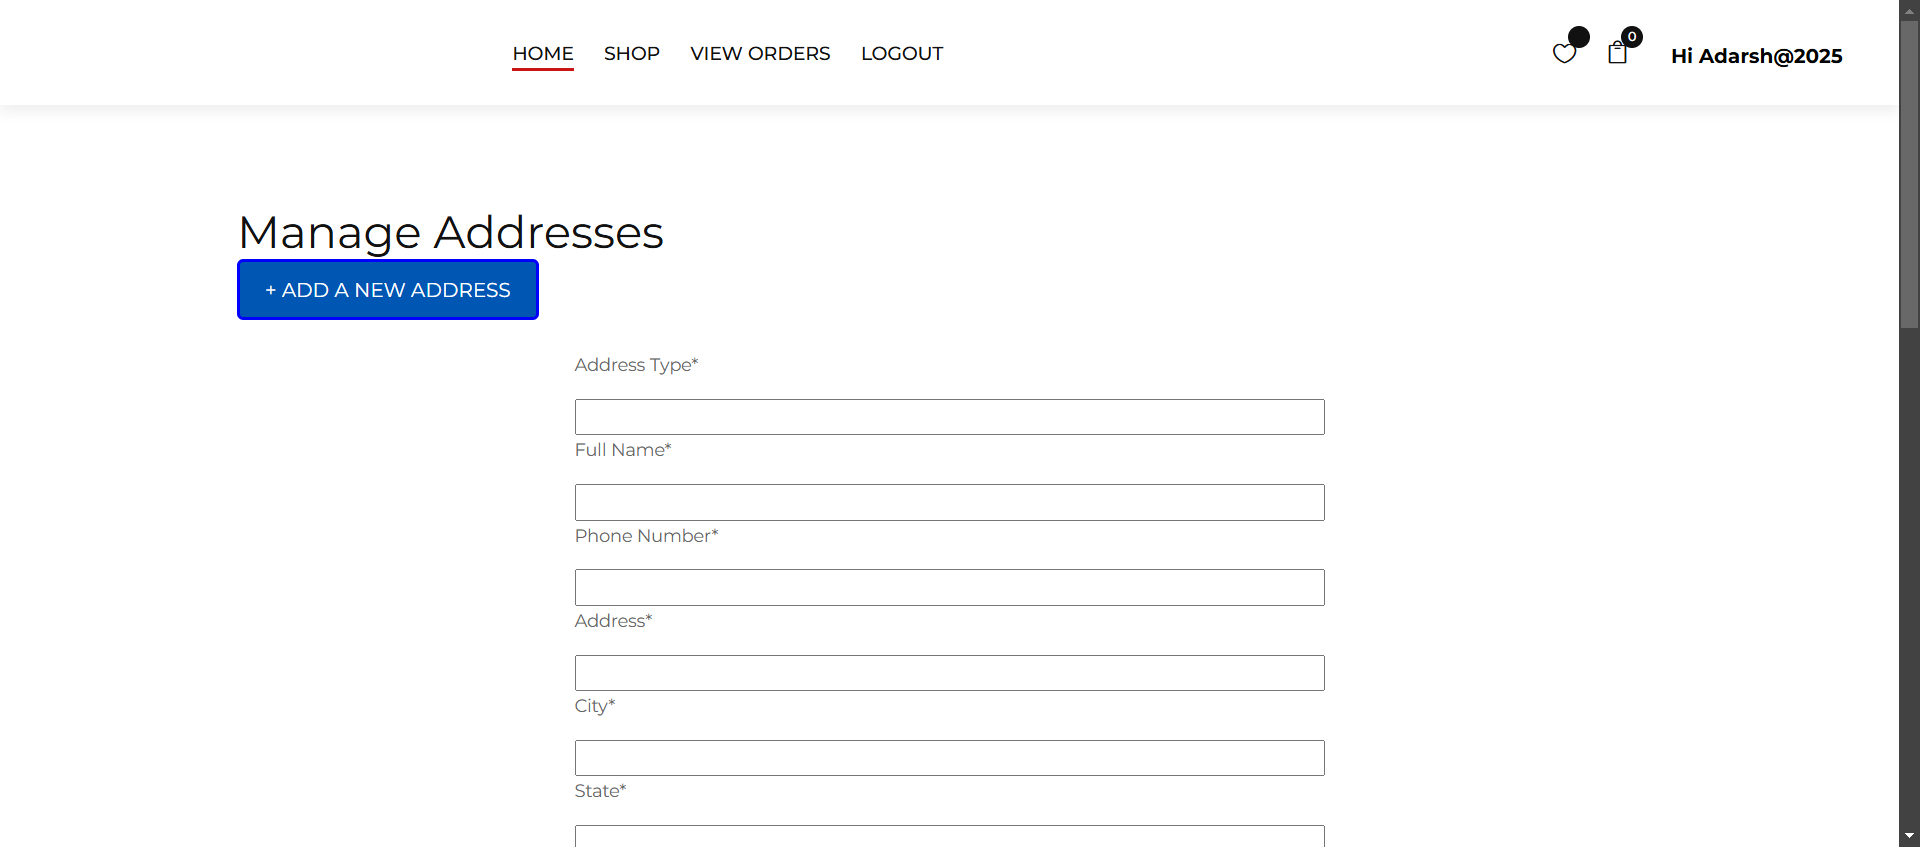 HOME SHOP VIEW ORDERS LOGOUT 0 Hi Adarsh@2025
Manage Addresses
+ ADD A NEW ADDRESS
Address Type*
Full Name*
Phone Number*
Address*
City*
State*